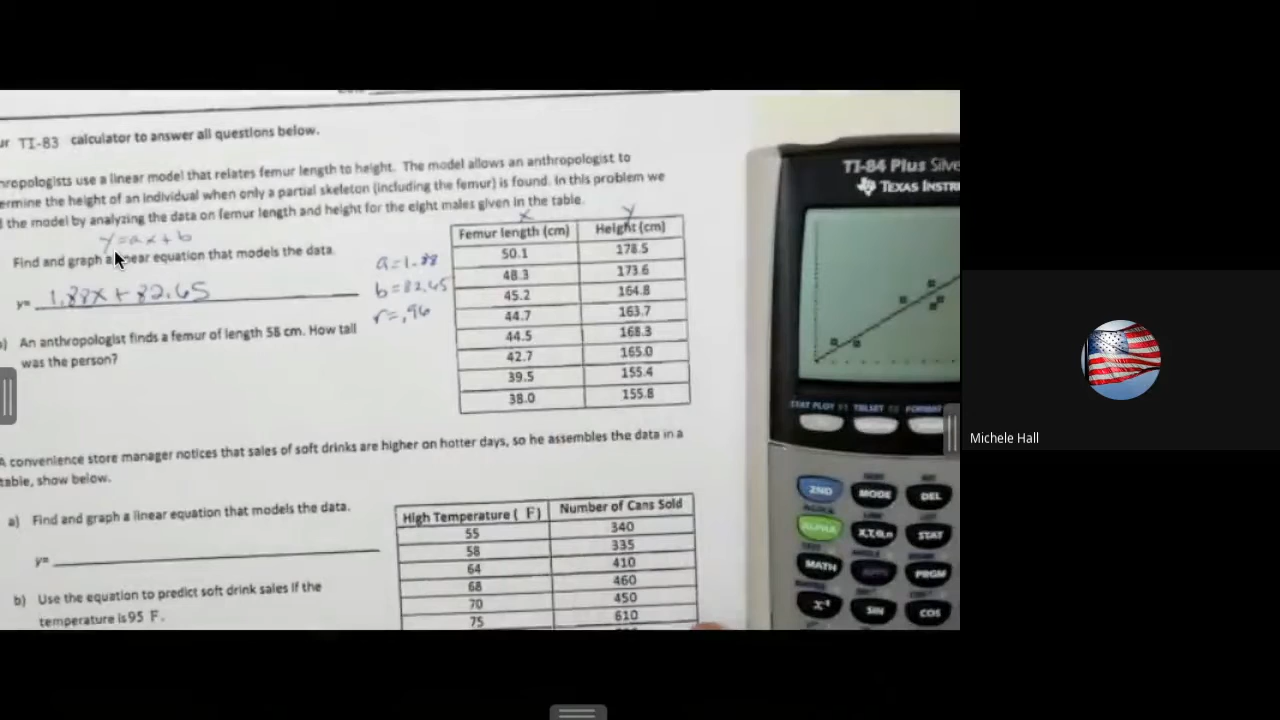 ur TI-83 calculator to answer all questions below.
hropologists use a linear model that relates femur length to height. The model allows an anthropologist to
ermine the height of an individual when only a partial skeleton (including the femur) is found. In this problem we
the model by analyzing the data on femur length and height for the eight males given in the table.
y=ax+b
Find and graph a linear equation that models the data.
y= 1.88x + 82.65
a=1.88
b=82.65
r=.96
An anthropologist finds a femur of length 58 cm. How tall
was the person?
x y
Femur length (cm) Height (cm)
50.1 178.5
48.3 173.6
45.2 164.8
44.7 163.7
44.5 168.3
42.7 165.0
39.5 155.4
38.0 155.8
A convenience store manager notices that sales of soft drinks are higher on hotter days, so he assembles the data in a
table, show below.
a) Find and graph a linear equation that models the data.
y=
b) Use the equation to predict soft drink sales if the
temperature is 95 F.
High Temperature ( F) Number of Cans Sold
55 340
58 335
64 410
68 460
70 450
75 610
TI-84 Plus Silve
TEXAS INSTR
STAT PLOT F1 TBLSET F2 FORMAT
2ND MODE DEL
ALPHA X,T,θ,n STAT
MATH APPS PRGM
x⁻¹ SIN COS
Michele Hall